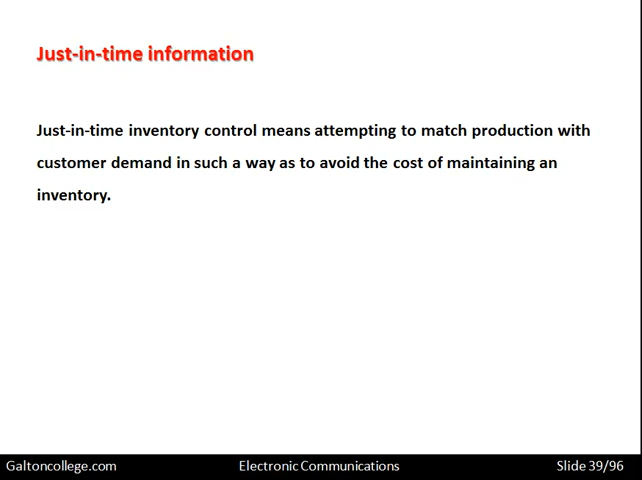 Just-in-time information
Just-in-time inventory control means attempting to match production with
customer demand in such a way as to avoid the cost of maintaining an
inventory.
Galtoncollege.com
Electronic Communications
Slide 39/96